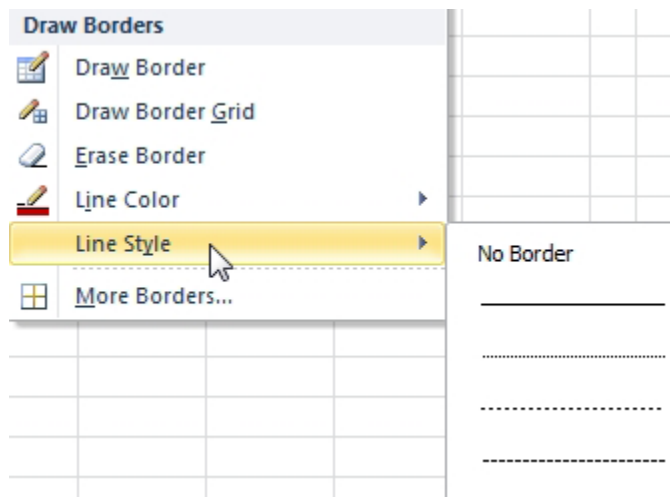 Draw Borders
Draw Border
Draw Border Grid
Erase Border
Line Color
Line Style
More Borders...
No Border